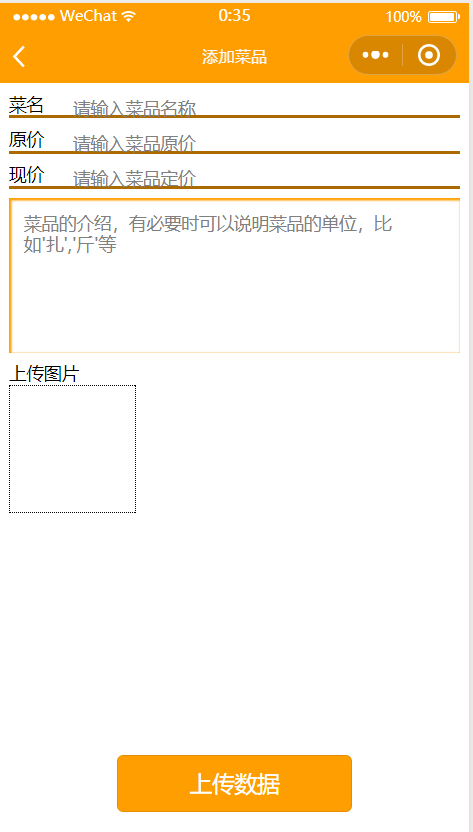 WeChat 0:35 100%
添加菜品
菜名 请输入菜品名称
原价 请输入菜品原价
现价 请输入菜品定价
菜品的介绍，有必要时可以说明菜品的单位，比
如'扎','斤'等
上传图片
上传数据